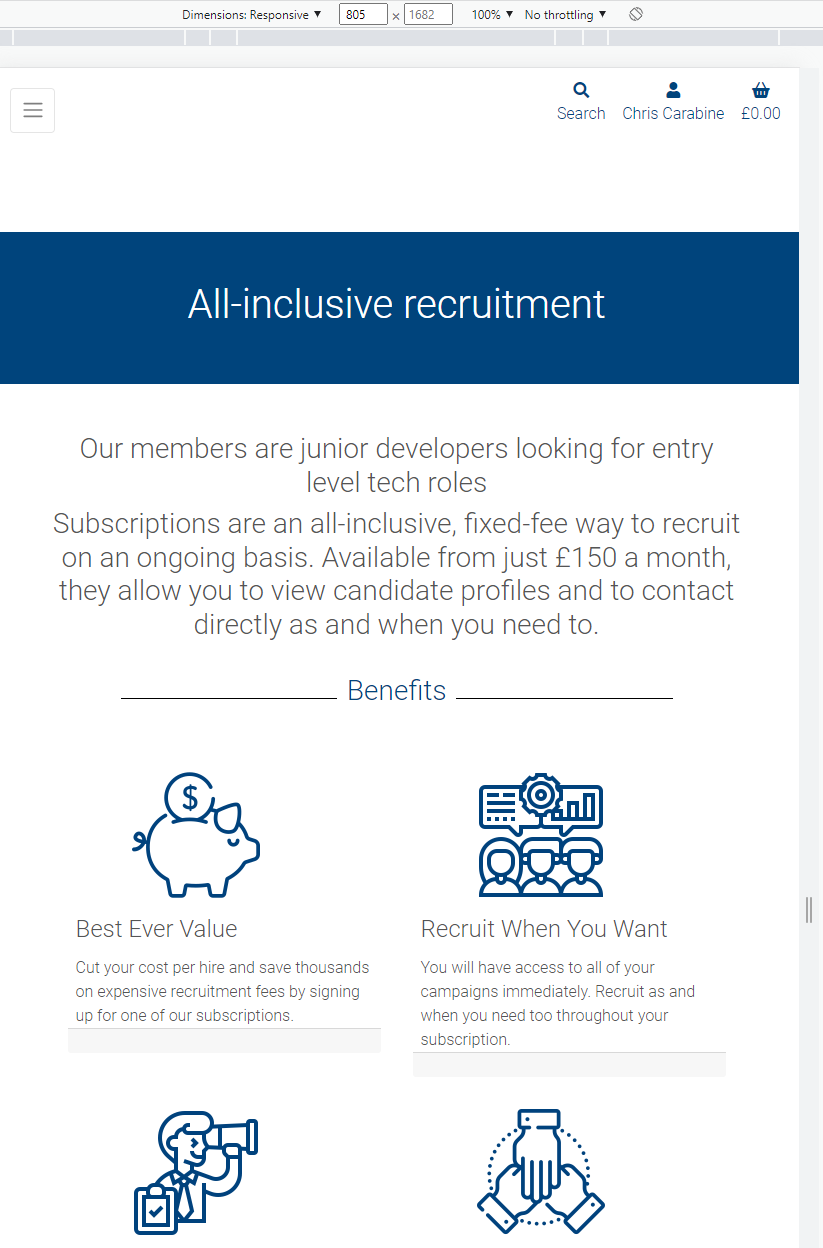 Dimensions: Responsive ▼ 805 × 1682 100% ▼ No throttling ▼
Search Chris Carabine £0.00
All-inclusive recruitment
Our members are junior developers looking for entry
level tech roles
Subscriptions are an all-inclusive, fixed-fee way to recruit
on an ongoing basis. Available from just £150 a month,
they allow you to view candidate profiles and to contact
directly as and when you need to.
Benefits
$
Best Ever Value
Cut your cost per hire and save thousands
on expensive recruitment fees by signing
up for one of our subscriptions.
Recruit When You Want
You will have access to all of your
campaigns immediately. Recruit as and
when you need too throughout your
subscription.